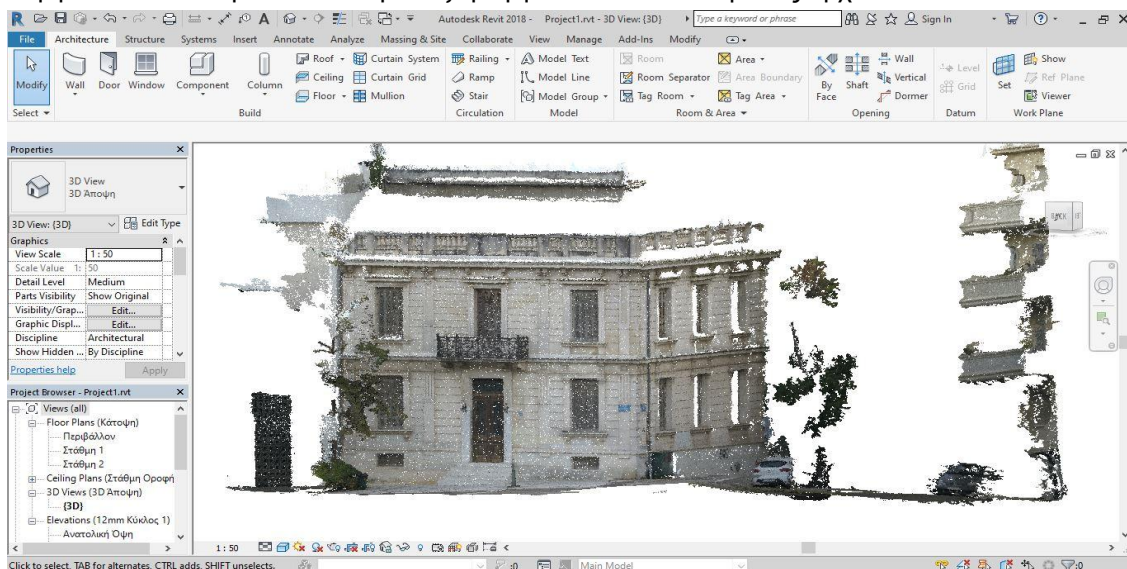 Autodesk Revit 2018 - Project1.rvt - 3D View: {3D}
Type a keyword or phrase
Sign In
File Architecture Structure Systems Insert Annotate Analyze Massing & Site Collaborate View Manage Add-Ins Modify
Modify
Wall Door Window Component Column
Roof Curtain System
Ceiling Curtain Grid
Floor Mullion
Railing
Ramp
Stair
Model Text
Model Line
Model Group
Room
Room Separator
Tag Room
Area
Area Boundary
Tag Area
By Face
Shaft
Wall
Vertical
Dormer
Level
Grid
Set
Show
Ref Plane
Viewer
Select Build Circulation Model Room & Area Opening Datum Work Plane
Properties
3D View
3D Άποψη
3D View: {3D} Edit Type
Graphics
View Scale 1 : 50
Scale Value 1: 50
Detail Level Medium
Parts Visibility Show Original
Visibility/Grap... Edit...
Graphic Displ... Edit...
Discipline Architectural
Show Hidden ... By Discipline
Properties help Apply
Project Browser - Project1.rvt
Views (all)
Floor Plans (Κάτοψη)
Περιβάλλον
Στάθμη 1
Στάθμη 2
Ceiling Plans (Στάθμη Οροφή
3D Views (3D Άποψη)
{3D}
Elevations (12mm Κύκλος 1)
Ανατολική Όψη
1 : 50
Click to select, TAB for alternates, CTRL adds, SHIFT unselects.
:0
Main Model
:0